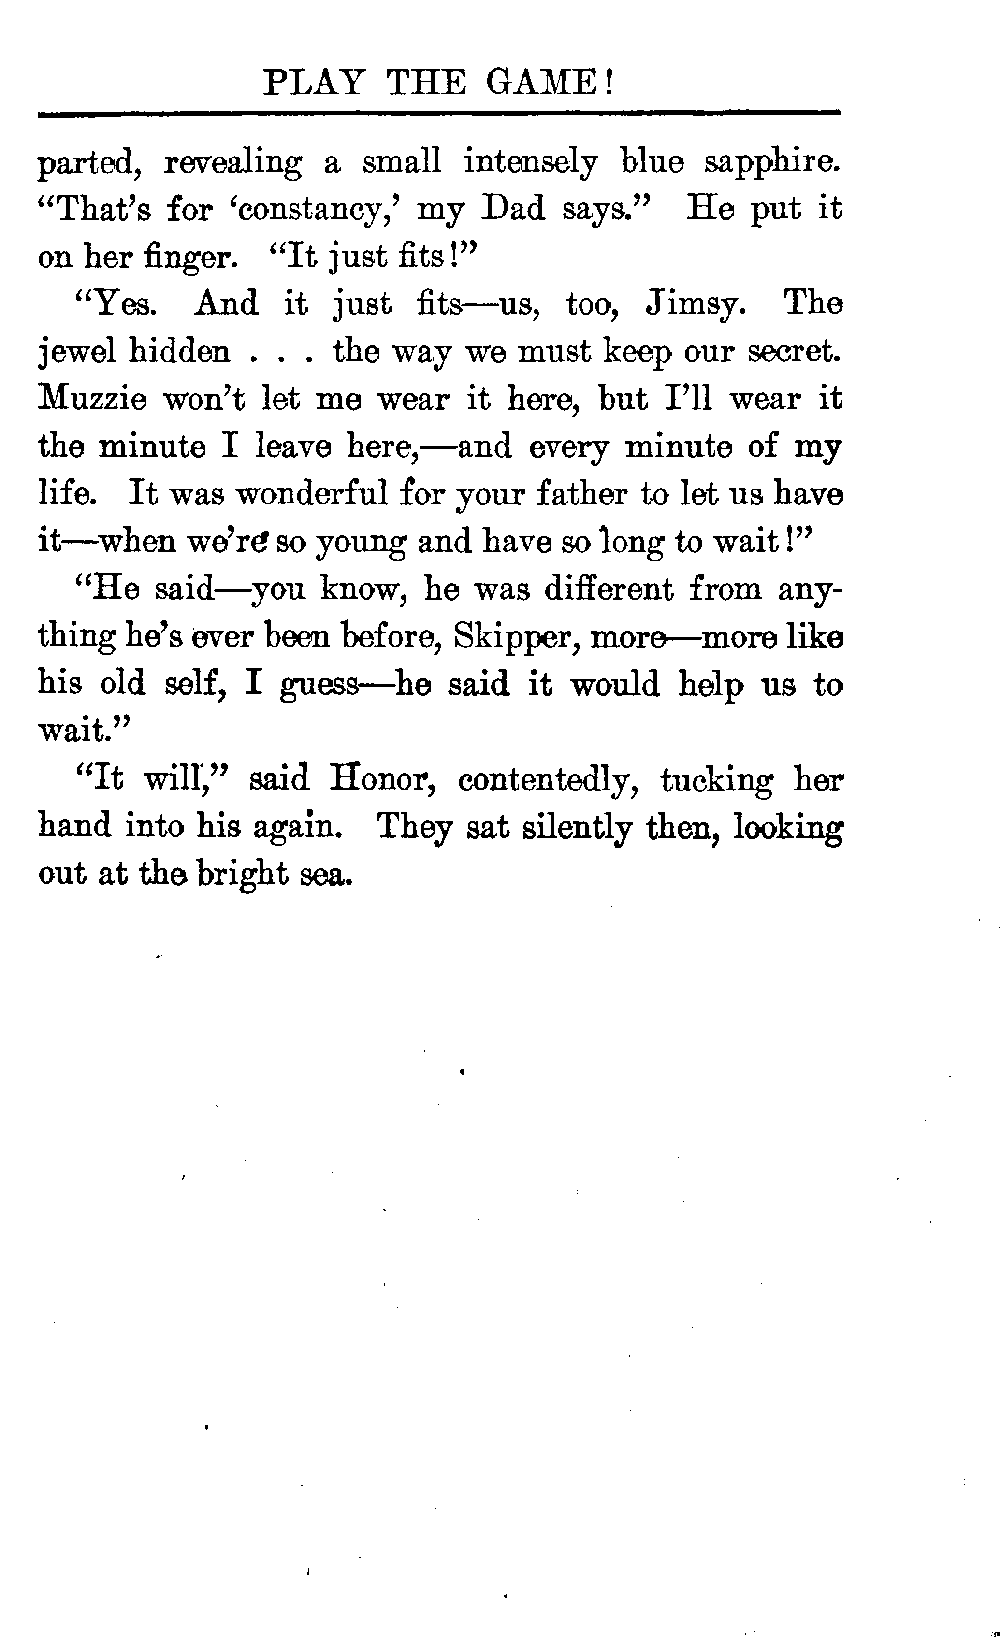 PLAY THE GAME!
parted, revealing a small intensely blue sapphire.
“That’s for ‘constancy,’ my Dad says.” He put it
on her finger. “It just fits!”
“Yes. And it just fits—us, too, Jimsy. The
jewel hidden . . . the way we must keep our secret.
Muzzie won’t let me wear it here, but I’ll wear it
the minute I leave here,—and every minute of my
life. It was wonderful for your father to let us have
it—when we’re so young and have so long to wait!”
“He said—you know, he was different from any-
thing he’s ever been before, Skipper, more—more like
his old self, I guess—he said it would help us to
wait.”
“It will,” said Honor, contentedly, tucking her
hand into his again. They sat silently then, looking
out at the bright sea.